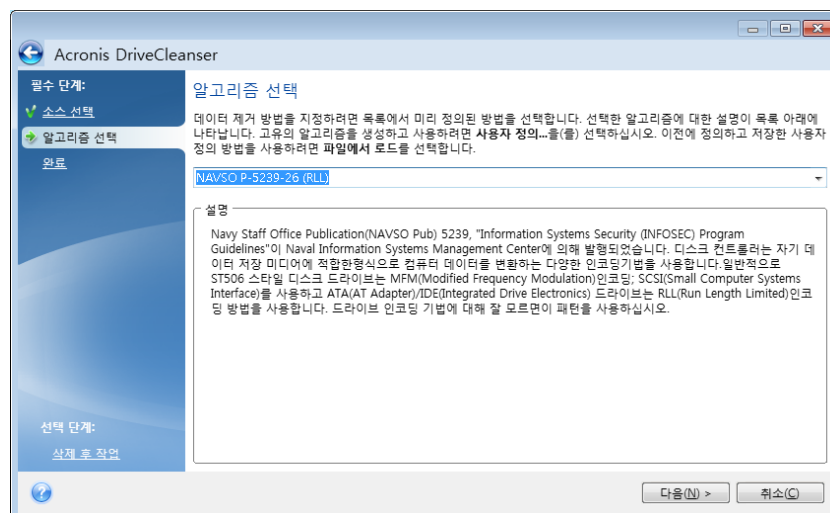 Acronis DriveCleanser
필수 단계:
소스 선택
알고리즘 선택
완료
선택 단계:
삭제 후 작업
알고리즘 선택
데이터 제거 방법을 지정하려면 목록에서 미리 정의된 방법을 선택합니다. 선택한 알고리즘에 대한 설명이 목록 아래에
나타납니다. 고유의 알고리즘을 생성하고 사용하려면 사용자 정의...을(를) 선택하십시오. 이전에 정의하고 저장한 사용자
정의 방법을 사용하려면 파일에서 로드를 선택합니다.
NAVSO P-5239-26 (RLL)
설명
Navy Staff Office Publication(NAVSO Pub) 5239, "Information Systems Security (INFOSEC) Program
Guidelines"이 Naval Information Systems Management Center에 의해 발행되었습니다. 디스크 컨트롤러는 자기 데
이터 저장 미디어에 적합한형식으로 컴퓨터 데이터를 변환하는 다양한 인코딩기법을 사용합니다.일반적으로
ST506 스타일 디스크 드라이브는 MFM(Modified Frequency Modulation)인코딩; SCSI(Small Computer Systems
Interface)를 사용하고 ATA(AT Adapter)/IDE(Integrated Drive Electronics) 드라이브는 RLL(Run Length Limited)인코
딩 방법을 사용합니다. 드라이브 인코딩 기법에 대해 잘 모르면이 패턴을 사용하십시오.
다음(N) >
취소(C)